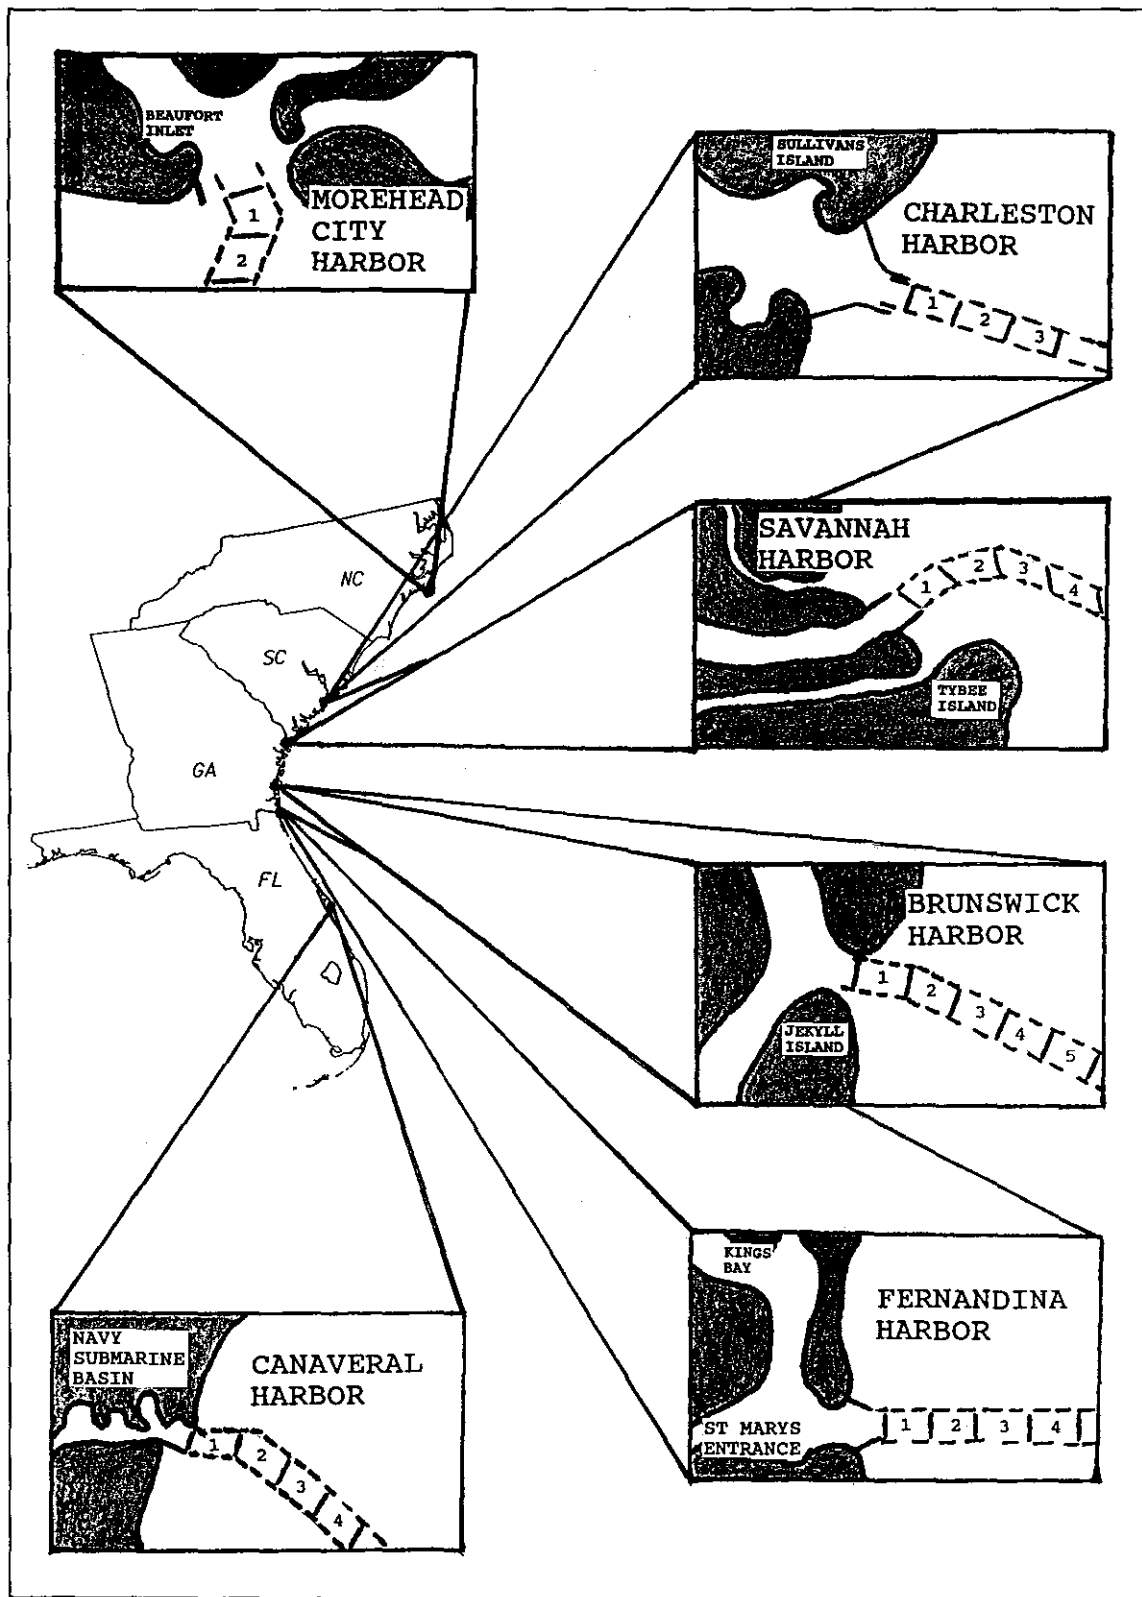 BEAUFORT
INLET
MOREHEAD
CITY
HARBOR
1
2
SULLIVANS
ISLAND
CHARLESTON
HARBOR
1
2
3
SAVANNAH
HARBOR
1
2
3
4
TYBEE
ISLAND
NC
SC
GA
FL
BRUNSWICK
HARBOR
JEKYLL
ISLAND
1
2
3
4
5
KINGS
BAY
FERNANDINA
HARBOR
ST MARYS
ENTRANCE
1
2
3
4
NAVY
SUBMARINE
BASIN
CANAVERAL
HARBOR
1
2
3
4